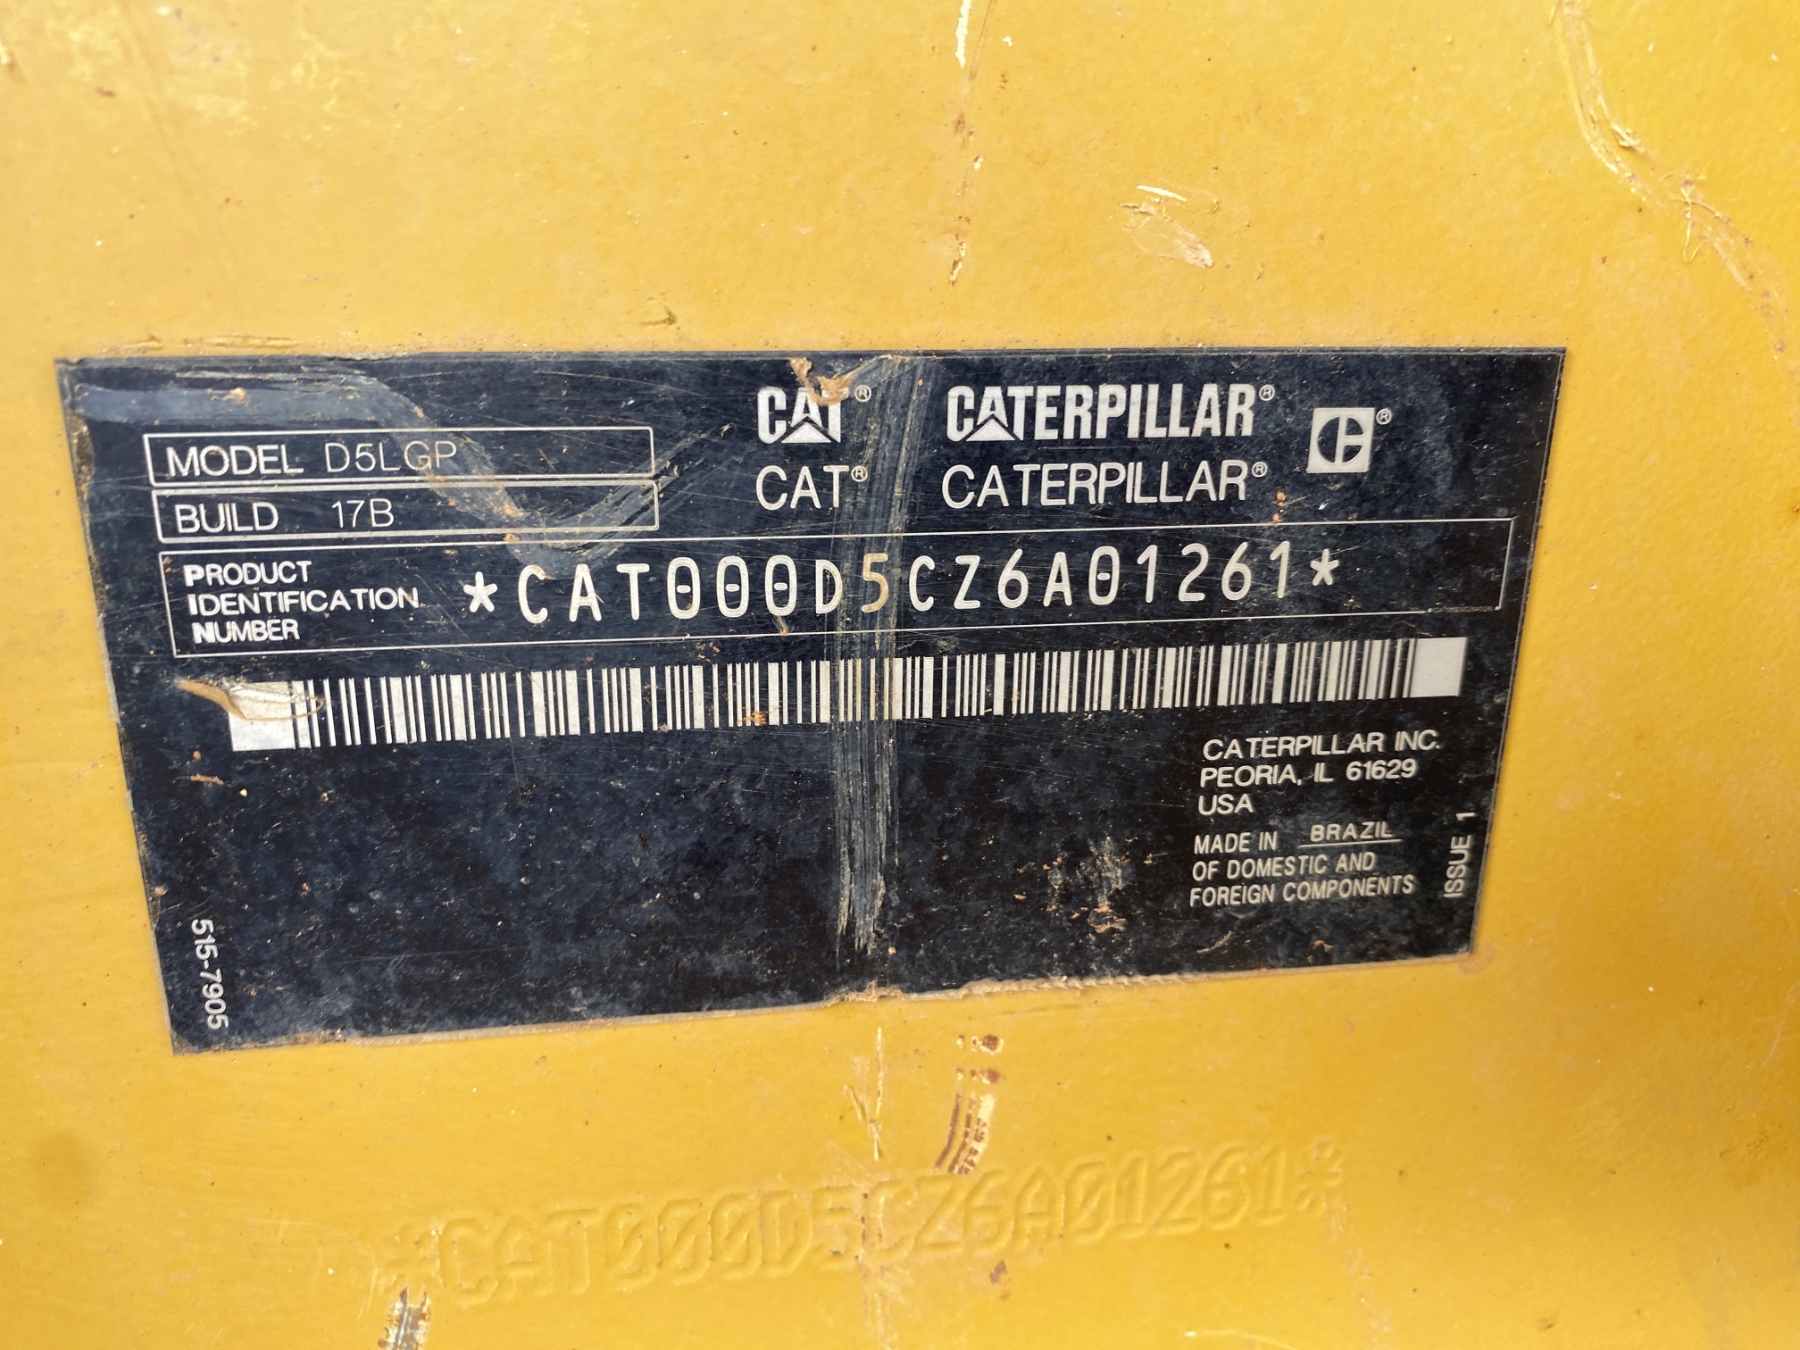 CAT® CATERPILLAR® C®
CAT® CATERPILLAR®
MODEL D5LGP
BUILD 17B
PRODUCT
IDENTIFICATION
NUMBER
*CAT000D5CZ6A01261*
CATERPILLAR INC.
PEORIA, IL 61629
USA
MADE IN BRAZIL
OF DOMESTIC AND
FOREIGN COMPONENTS
ISSUE 1
515-7905
*CAT000D5CZ6A01261*